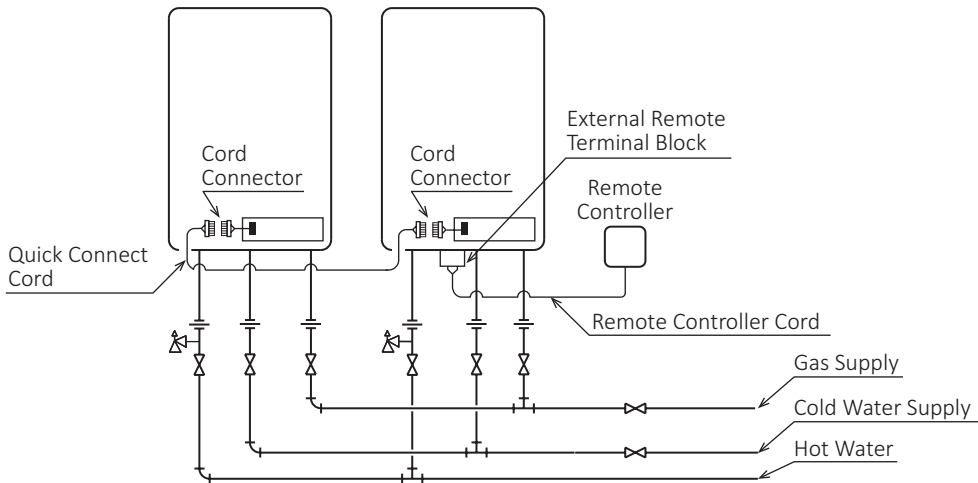 External Remote
Terminal Block
Cord
Connector
Cord
Connector
Remote
Controller
Quick Connect
Cord
Remote Controller Cord
Gas Supply
Cold Water Supply
Hot Water